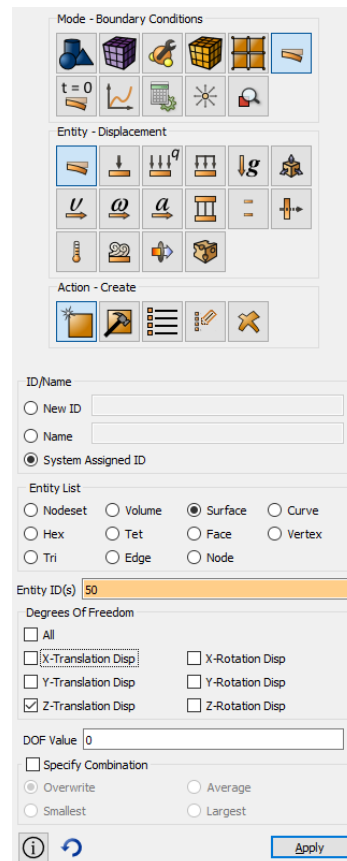 Mode - Boundary Conditions
t = 0
Entity - Displacement
q
g
υ ω a
Action - Create
ID/Name
New ID
Name
System Assigned ID
Entity List
Nodeset Volume Surface Curve
Hex Tet Face Vertex
Tri Edge Node
Entity ID(s) 50
Degrees Of Freedom
All
X-Translation Disp X-Rotation Disp
Y-Translation Disp Y-Rotation Disp
Z-Translation Disp Z-Rotation Disp
DOF Value 0
Specify Combination
Overwrite Average
Smallest Largest
i Apply